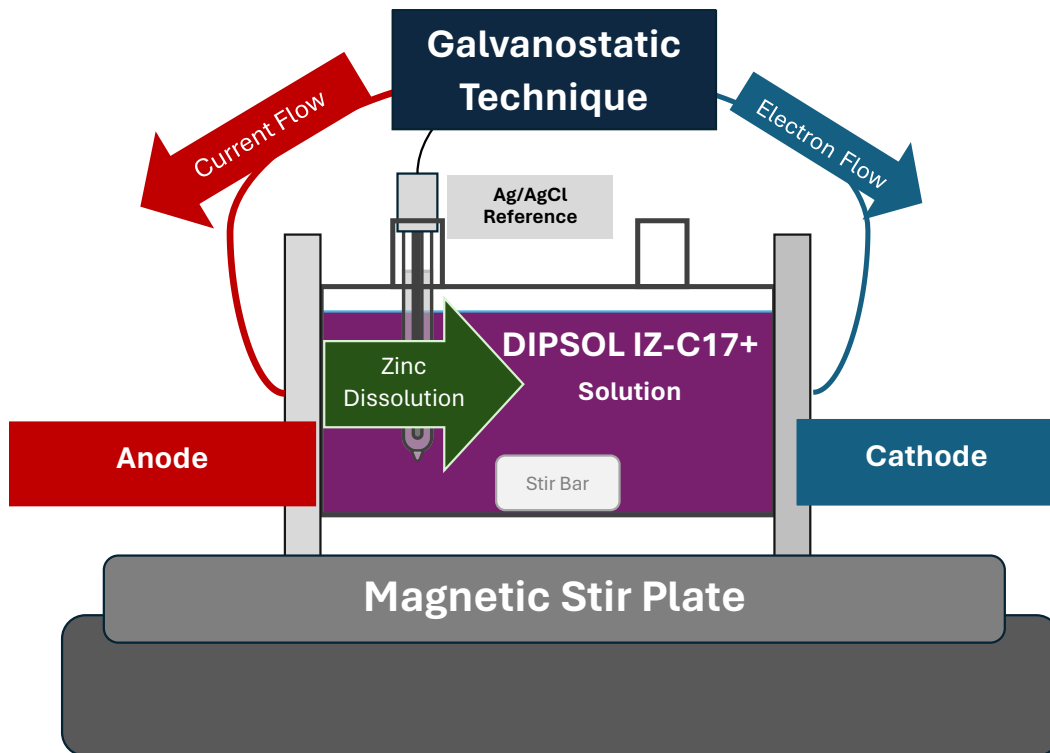 Galvanostatic
Technique
Current Flow
Electron Flow
Ag/AgCl
Reference
DIPSOL IZ-C17+
Solution
Zinc
Dissolution
Anode
Cathode
Stir Bar
Magnetic Stir Plate